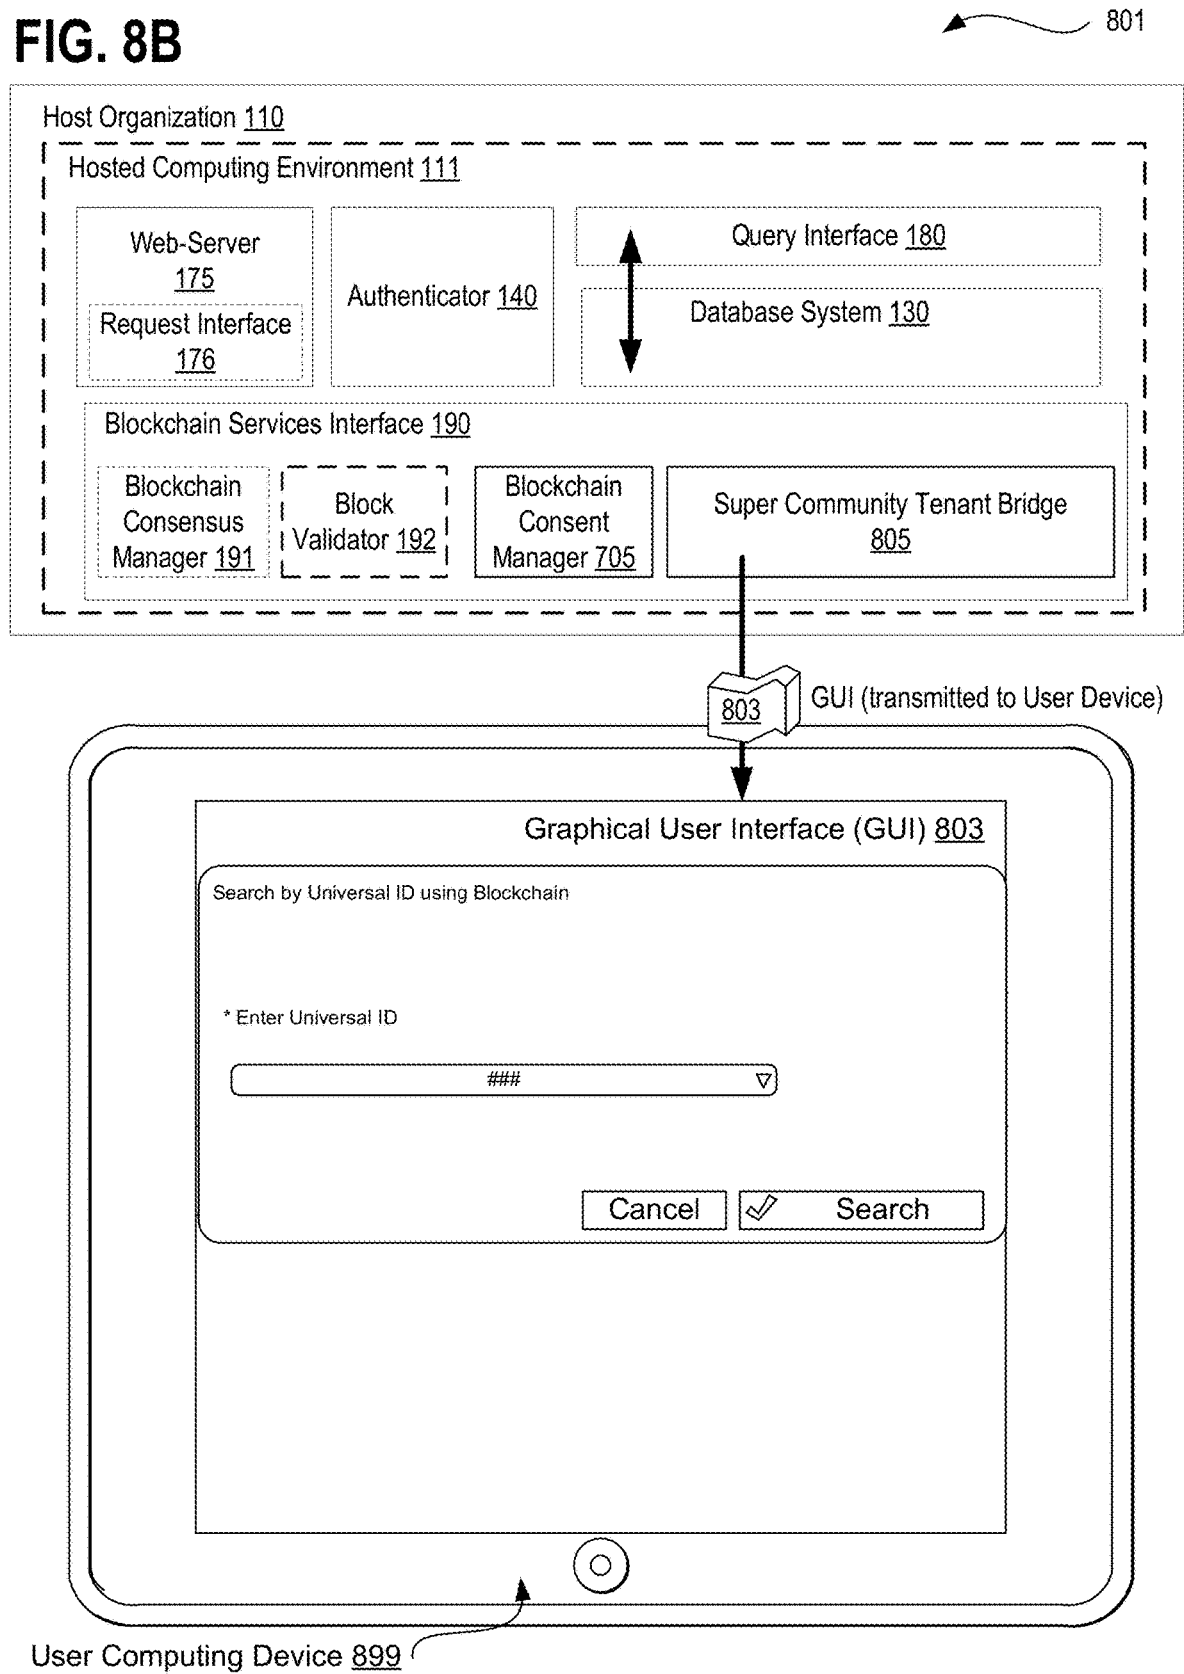 FIG. 8B
801
Host Organization 110
Hosted Computing Environment 111
Web-Server
175
Request Interface
176
Authenticator 140
Query Interface 180
Database System 130
Blockchain Services Interface 190
Blockchain
Consensus
Manager 191
Block
Validator 192
Blockchain
Consent
Manager 705
Super Community Tenant Bridge
805
803
GUI (transmitted to User Device)
Graphical User Interface (GUI) 803
Search by Universal ID using Blockchain
* Enter Universal ID
###
Cancel
Search
User Computing Device 899